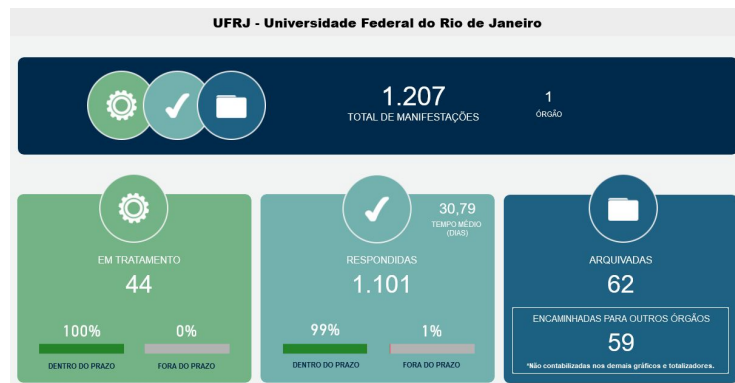 UFRJ - Universidade Federal do Rio de Janeiro
1.207
TOTAL DE MANIFESTAÇÕES
1
ÓRGÃO
EM TRATAMENTO
44
100%
0%
DENTRO DO PRAZO
FORA DO PRAZO
30,79
TEMPO MÉDIO
(DIAS)
RESPONDIDAS
1.101
99%
1%
DENTRO DO PRAZO
FORA DO PRAZO
ARQUIVADAS
62
ENCAMINHADAS PARA OUTROS ÓRGÃOS
59
*Não contabilizadas nos demais gráficos e totalizadores.